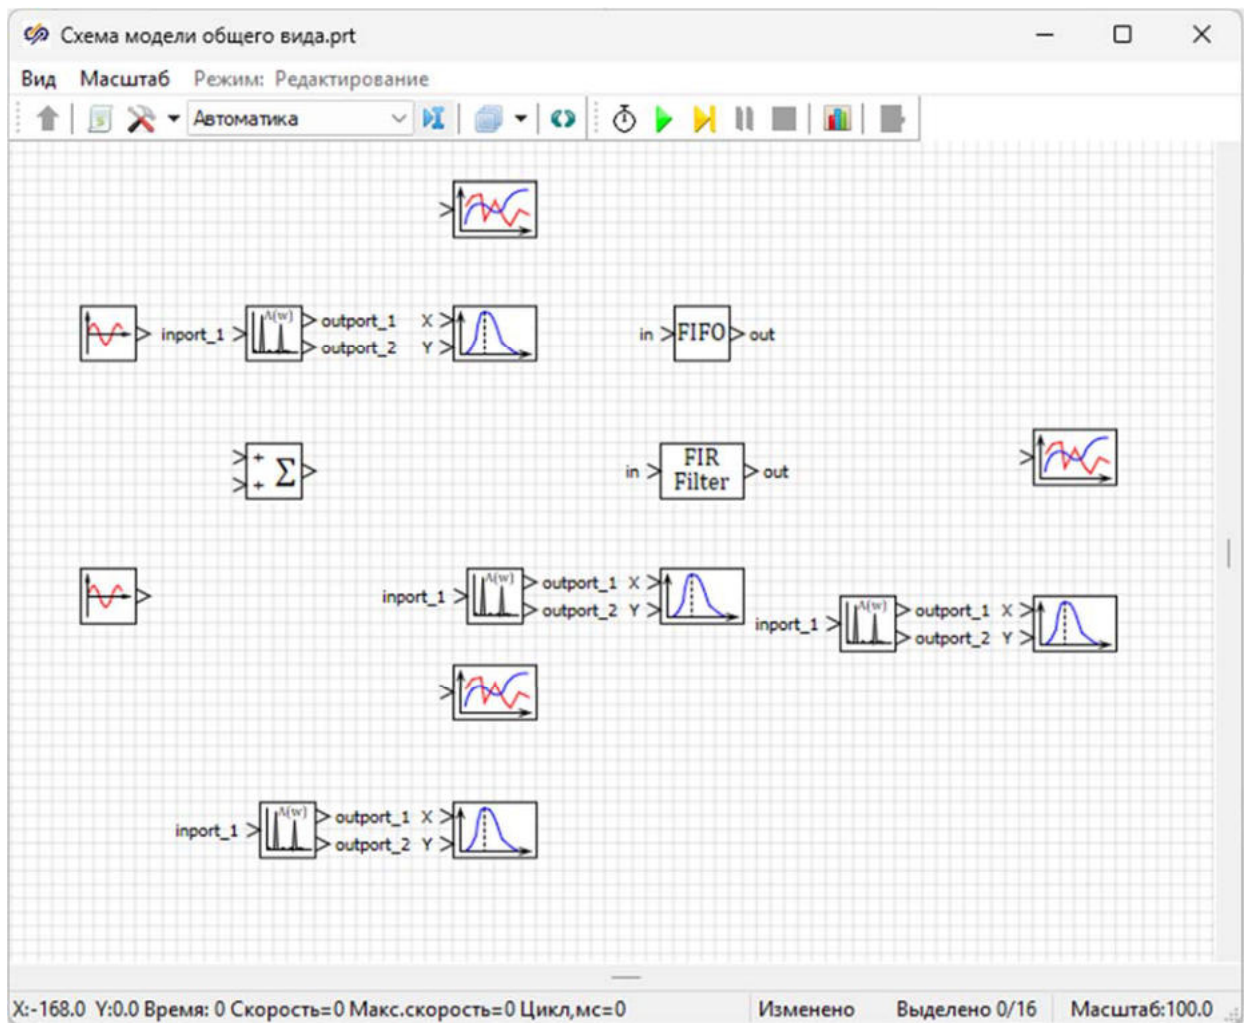 Схема модели общего вида.prt
Вид Масштаб Режим: Редактирование
Автоматика
inport_1 A(w) outport_1 X
outport_2 Y
in FIFO out
+ Σ
+
in FIR Filter out
inport_1 A(w) outport_1 X
outport_2 Y
inport_1 A(w) outport_1 X
outport_2 Y
inport_1 A(w) outport_1 X
outport_2 Y
X:-168.0 Y:0.0 Время: 0 Скорость=0 Макс.скорость=0 Цикл,мс=0 Изменено Выделено 0/16 Масштаб:100.0